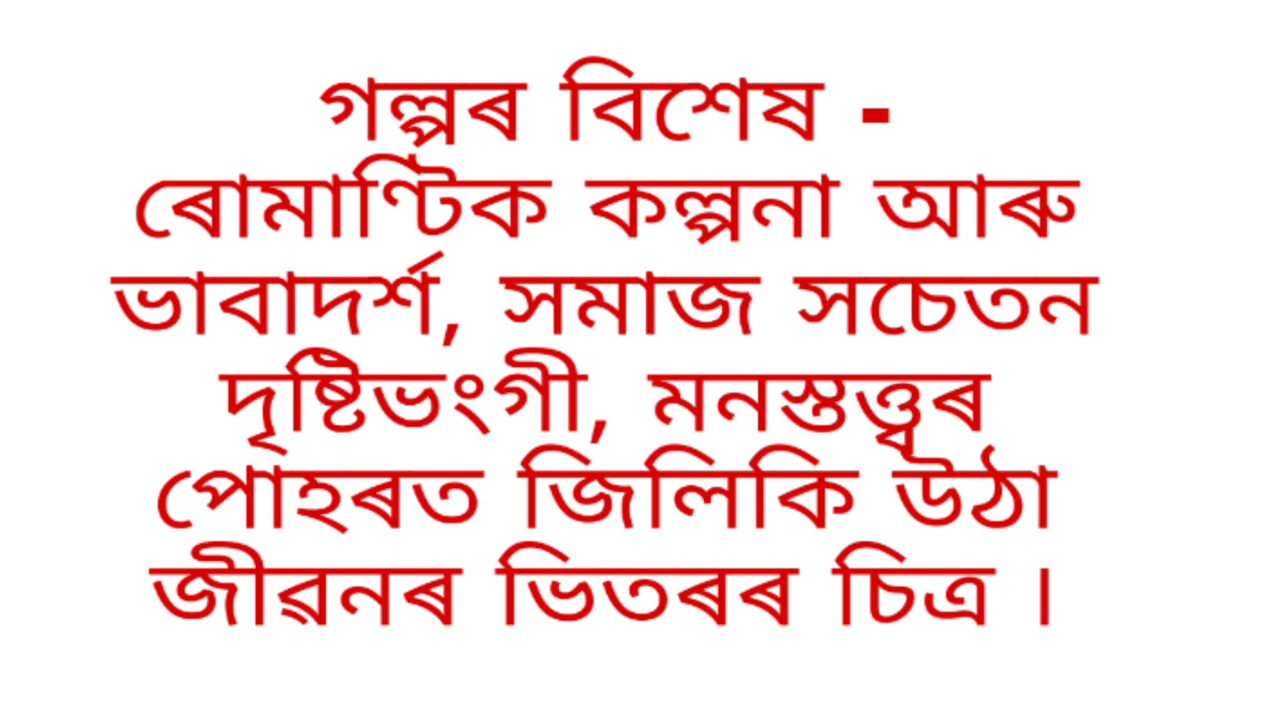 গল্পৰ বিশেষ -
ৰোমাণ্টিক কল্পনা আৰু
ভাবাদৰ্শ, সমাজ সচেতন
দৃষ্টিভংগী, মনস্তত্ত্বৰ
পোহৰত জিলিকি উঠা
জীৱনৰ ভিতৰৰ চিত্ৰ ।